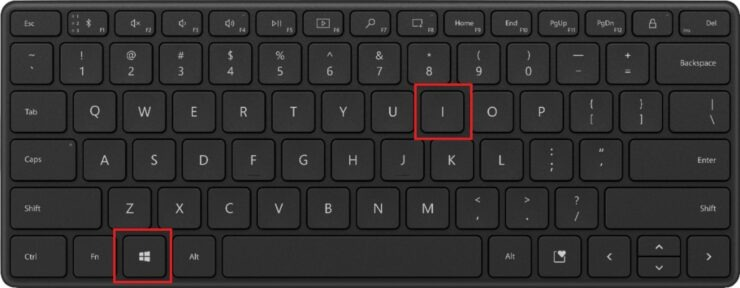 Esc F1 F2 F3 F4 F5 F6 F7 F8 Home F9 End F10 PgUp F11 PgDn F12 Del
~ ! @ # $ % ^ & * ( ) — +
` 1 2 3 4 5 6 7 8 9 0 - = Backspace
Tab Q W E R T Y U I O P { [ } ] | \
Caps A S D F G H J K L : ; " ' Enter
Shift Z X C V B N M < , > . ? / Shift
Ctrl Fn Alt Alt